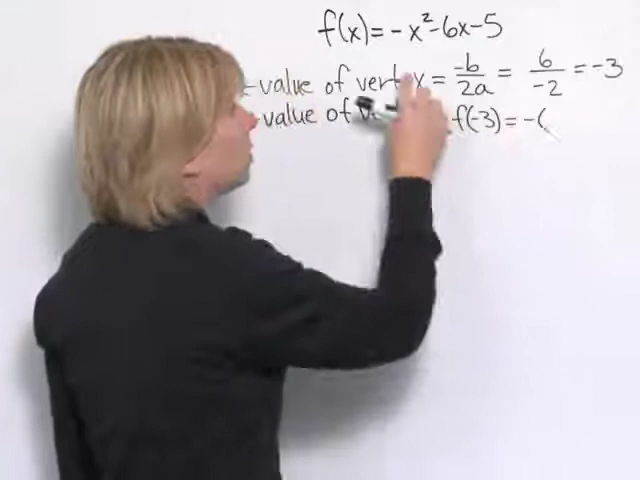 f(x) = -x² - 6x - 5
-value of vertex = -b/2a = 6/-2 = -3
-value of f(-3) = -(